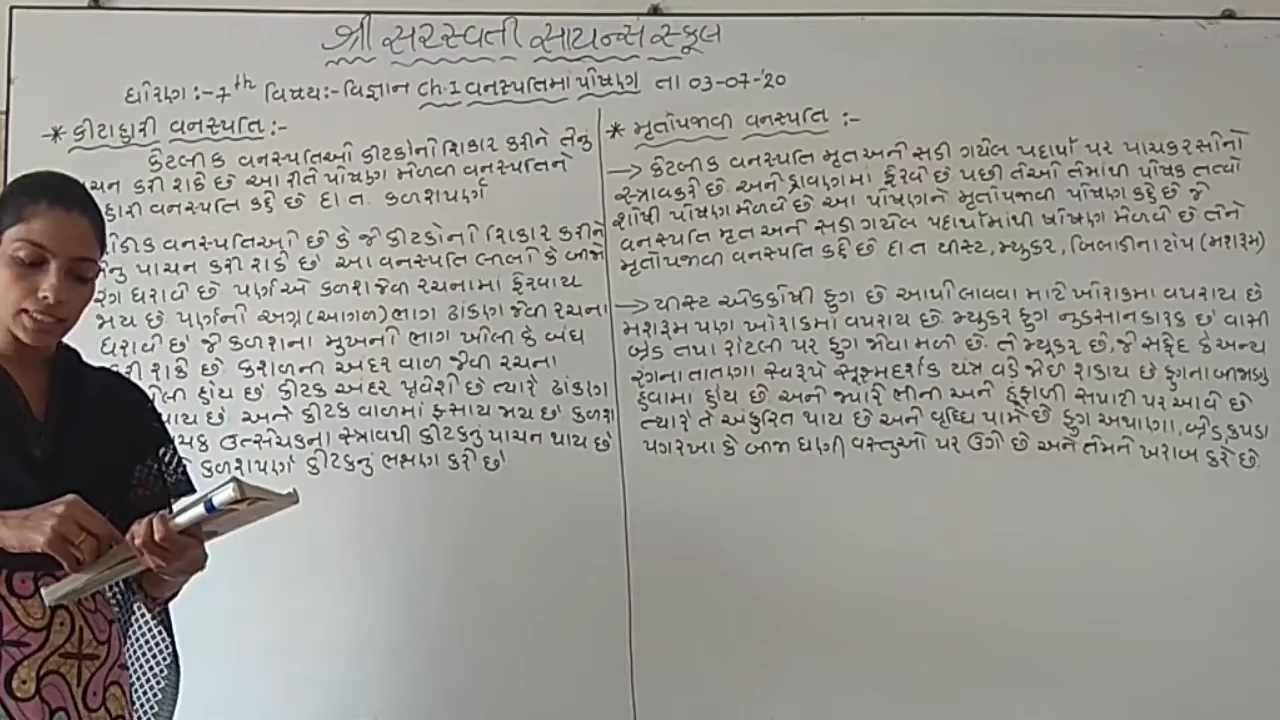 શ્રી સરસ્વતી સાયન્સ સ્કૂલ
ધોરણ :- 7th વિષય:- વિજ્ઞાન Ch.1 વનસ્પતિમાં પોષણ તા 03-07-'20
* કીટાહારી વનસ્પતિ :-
કેટલીક વનસ્પતિઓ કીટકોનો શિકાર કરીને તેનું
પાચન કરી શકે છે આ રીતે પોષણ મેળવી વનસ્પતિને
હારી વનસ્પતિ કહે છે દા ત. કળશપર્ણ
વનસ્પતિઓ છે કે જે કીટકોનો શિકાર કરીને
તેનું પાચન કરી શકે છે આ વનસ્પતિ લીલો કે બીજો
રંગ ધરાવે છે પર્ણ એ કળશ જેવી રચનામાં ફેરવાય
જાય છે પર્ણનો અગ્ર (આગળ) ભાગ ઢાંકણ જેવી રચના
ધરાવે છે જે કળશના મુખનો ભાગ ખોલી કે બંધ
કરી શકે છે. કશળની અંદર વાળ જેવી રચના
હોય છે કીટક અંદર પ્રવેશે છે ત્યારે ઢાંકણ
થાય છે અને કીટક વાળમાં ફસાય જાય છે કળશ
ઉત્સેચકના સ્ત્રાવથી કીટકનું પાચન થાય છે
કળશપર્ણ કીટકનું ભક્ષણ કરે છે
* મૃતોપજીવી વનસ્પતિ :-
→ કેટલીક વનસ્પતિ મૃત અને સડી ગયેલ પદાર્થો પર પાચકરસોનો
સ્ત્રાવકરે છે અને દ્રાવણમાં ફેરવે છે પછી તેઓ તેમાથી પોષક તત્વો
શોષી પોષણ મેળવે છે આ પોષણને મૃતોપજીવી પોષણ કહે છે જે
વનસ્પતિ મૃત અને સડી ગયેલ પદાર્થોમાંથી પોષણ મેળવે છે તેને
મૃતોપજીવી વનસ્પતિ કહે છે દા ત યીસ્ટ, મ્યુકર, બિલાડીના ટોપ (મશરૂમ)
→ યીસ્ટ એકકોષી ફુગ છે આથો લાવવા માટે ખોરાકમાં વપરાય છે
મશરૂમ પણ ખોરાકમાં વપરાય છે. મ્યુકર ફુગ નુકસાનકારક છે વાસી
બ્રેડ તથા રોટલી પર ફુગ જોવા મળે છે. તે મ્યૂકર છે, જે સફેદ કે અન્ય
રંગના તાતણા સ્વરૂપે સૂક્ષ્મદર્શક યંત્ર વડે જોઈ શકાય છે ફુગના બીજાણુ
હવામાં હોય છે અને જ્યારે ભીની અને હૂંફાળી સપાટી પર આવે છે
ત્યારે તે અંકુરિત થાય છે અને વૃધ્ધિ પામે છે ફુગ અથાણા, બ્રેડ, કપડા
પગરખા કે બીજી ઘણી વસ્તુઓ પર ઉગે છે અને તેમને ખરાબ કરે છે.